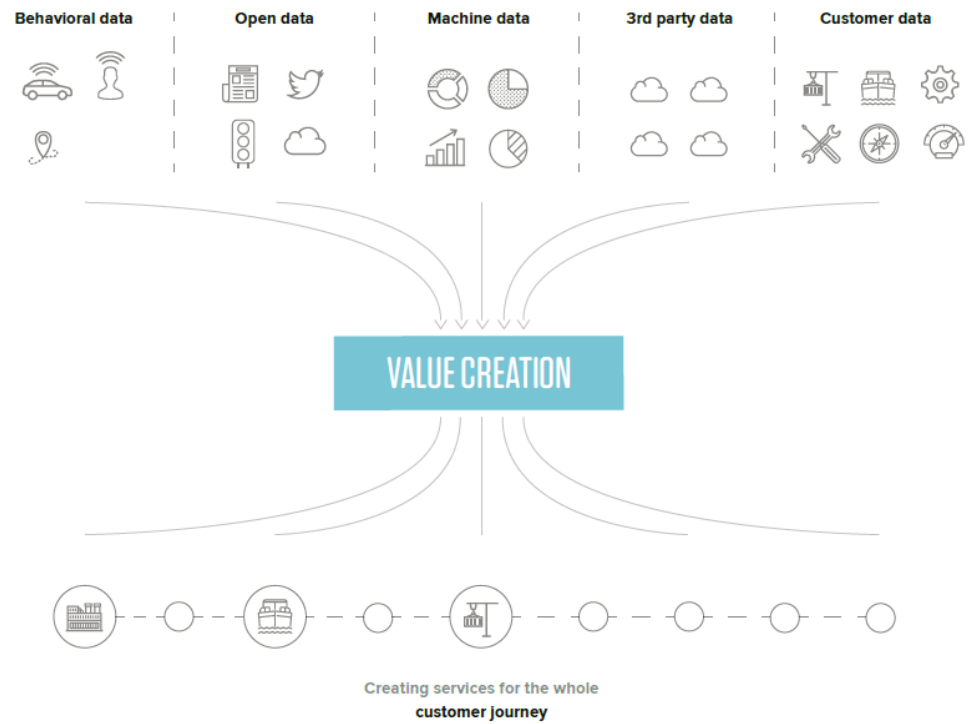 Behavioral data
Open data
Machine data
3rd party data
Customer data
VALUE CREATION
Creating services for the whole
customer journey